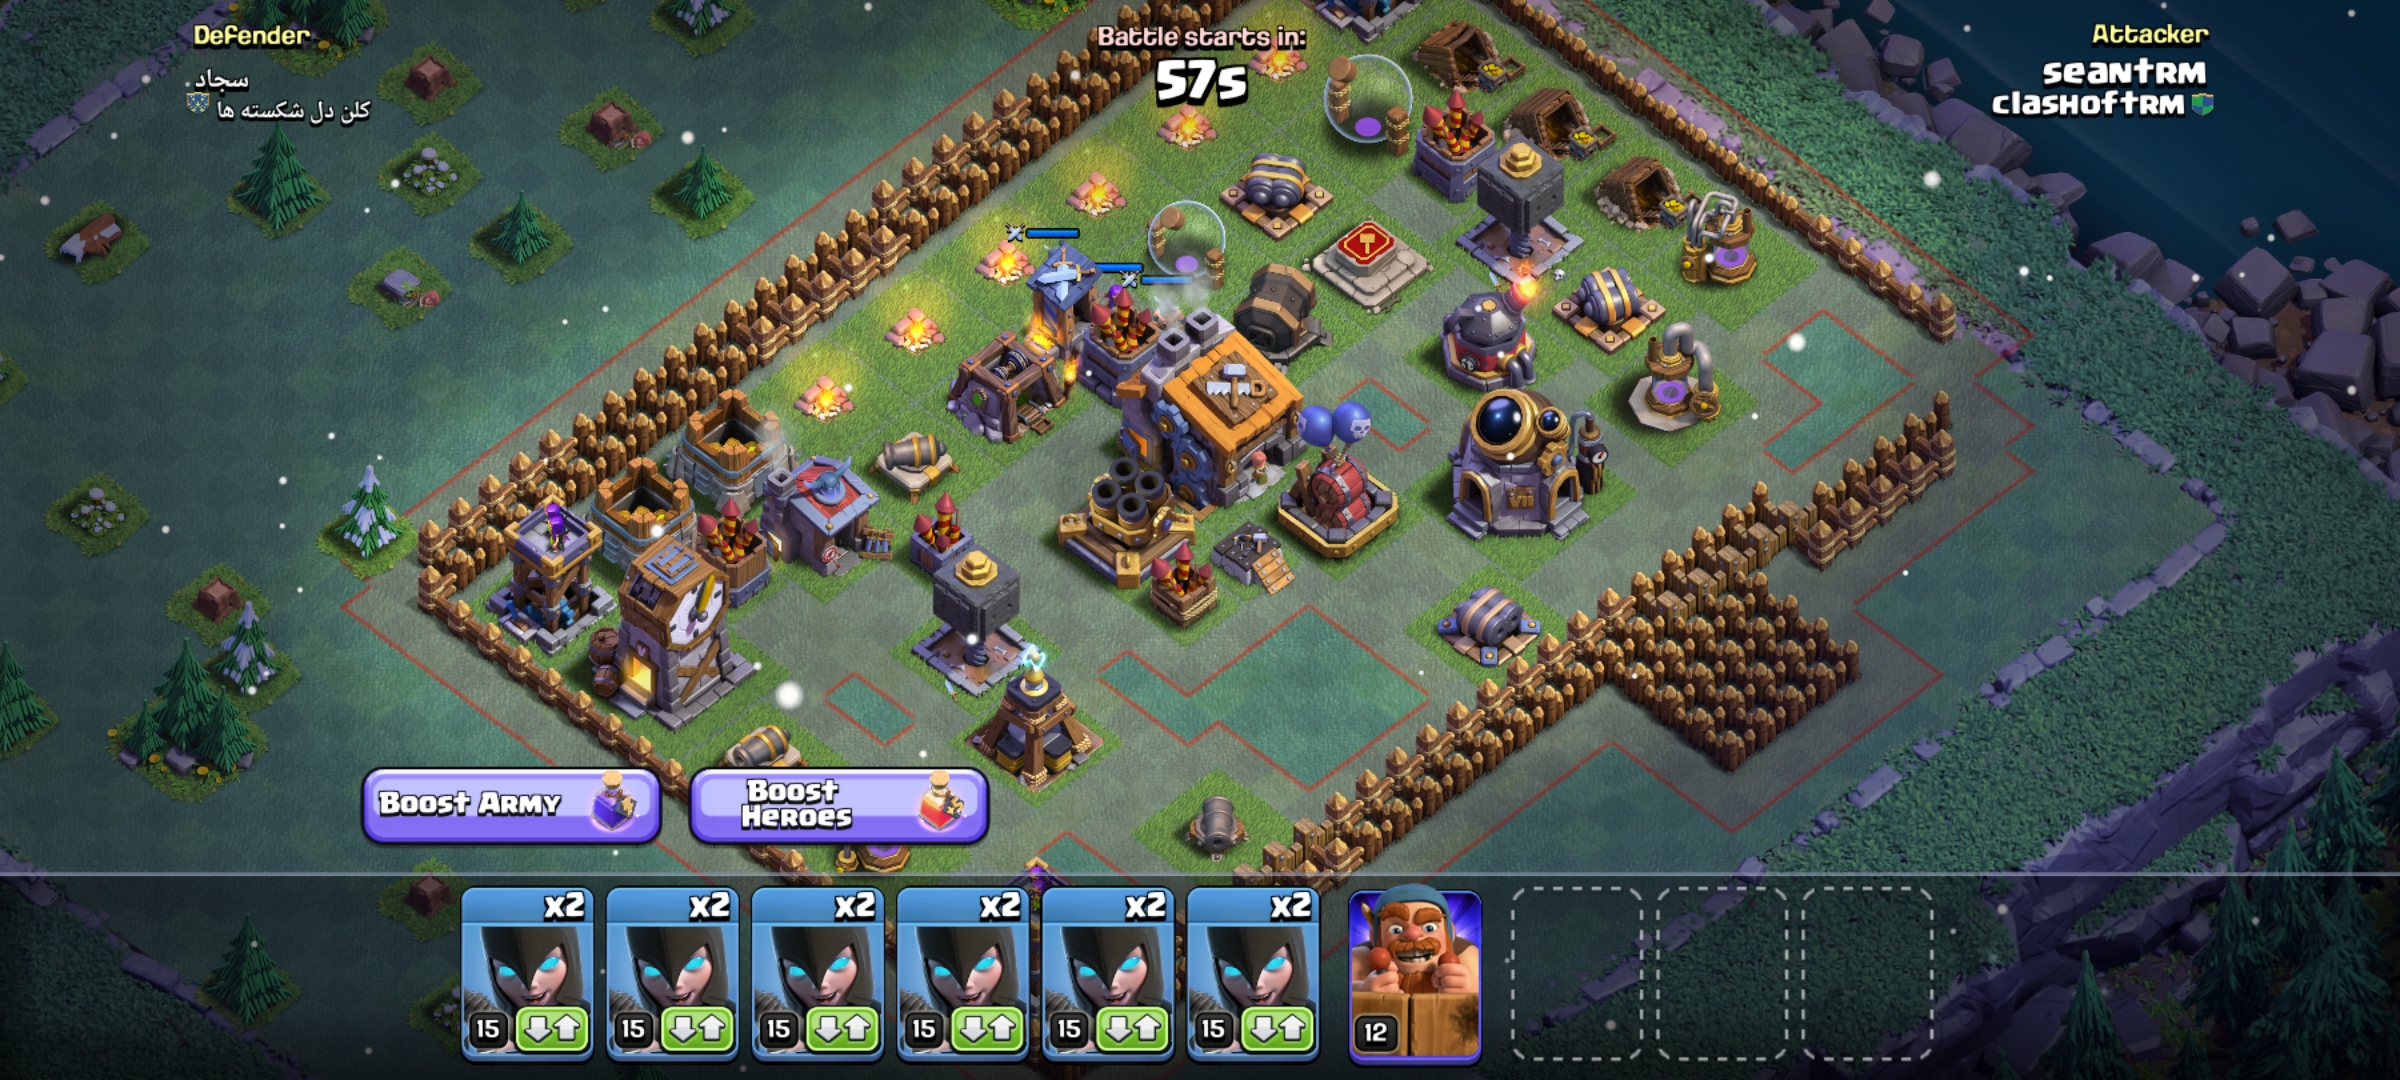 Defender
سجاد
کلن دل شکسته ها
Battle starts in:
57s
Attacker
seantRM
clashoftRM
VII
Boost Army
Boost
Heroes
x2 x2 x2 x2 x2 x2
15 15 15 15 15 15 12